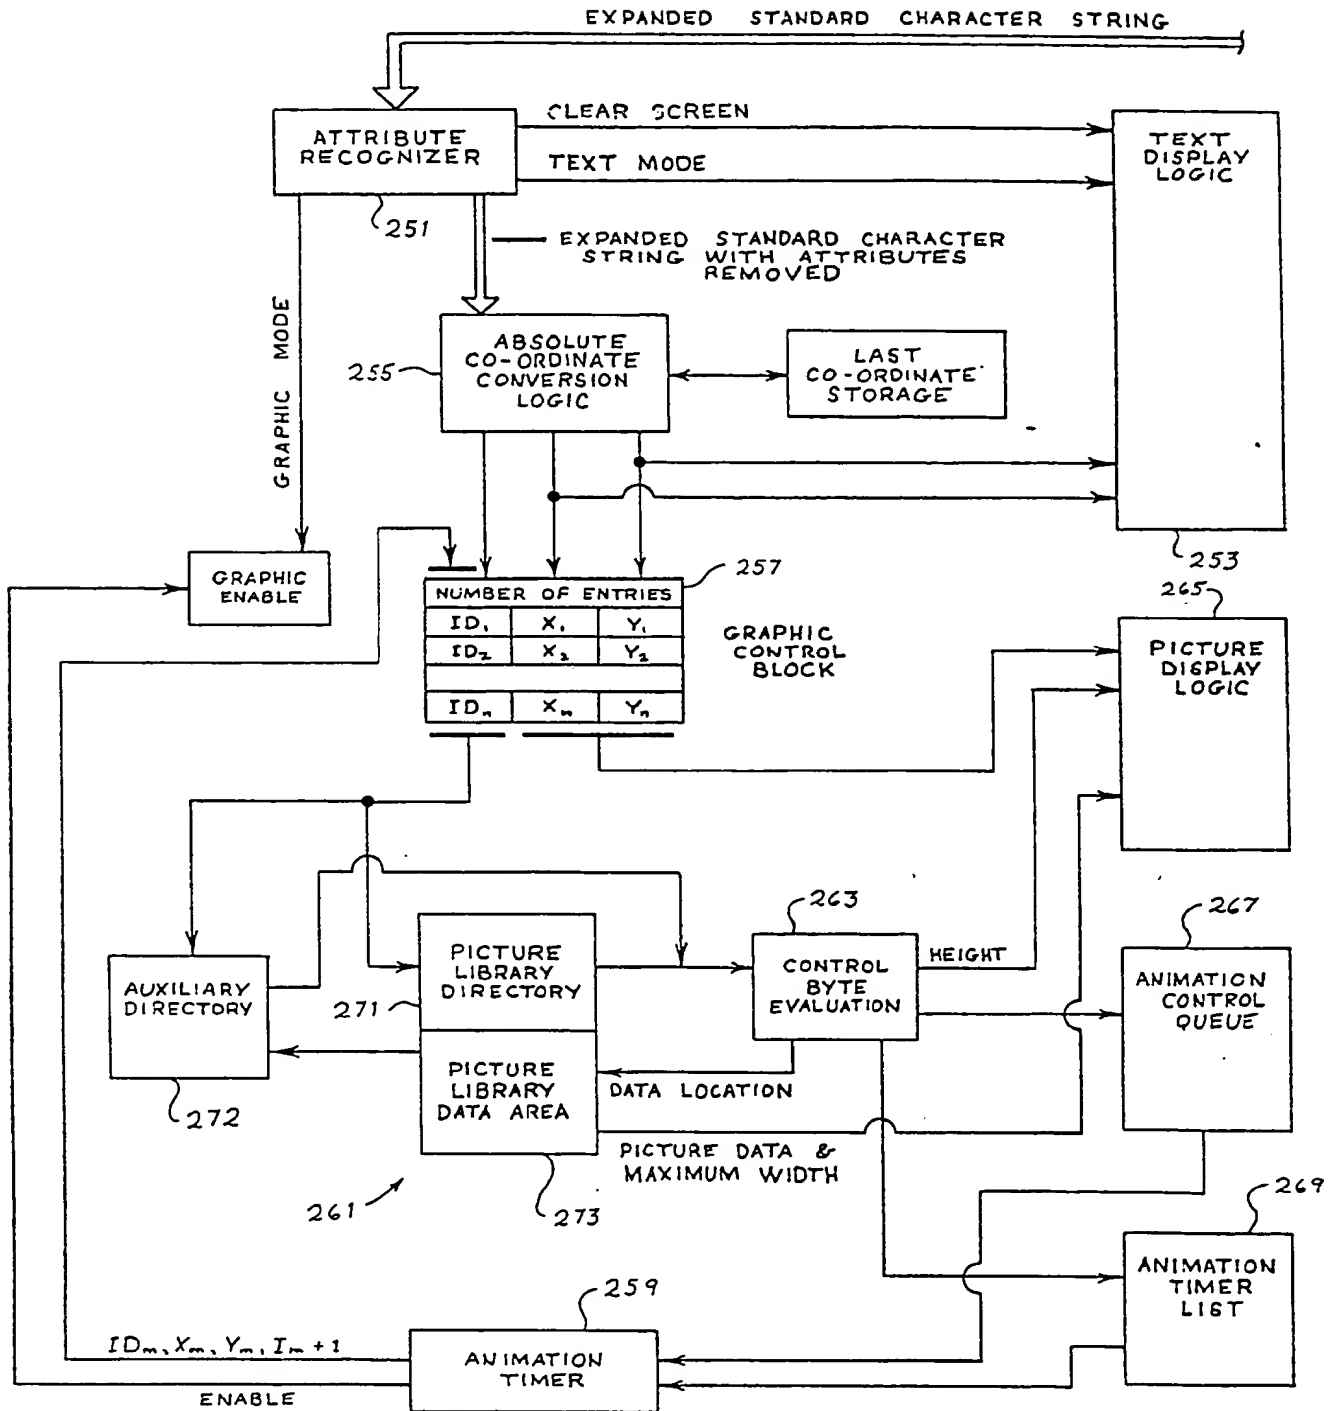 EXPANDED STANDARD CHARACTER STRING
ATTRIBUTE
RECOGNIZER
251
CLEAR SCREEN
TEXT MODE
TEXT
DISPLAY
LOGIC
253
EXPANDED STANDARD CHARACTER
STRING WITH ATTRIBUTES
REMOVED
GRAPHIC MODE
ABSOLUTE
CO-ORDINATE
CONVERSION
LOGIC
255
LAST
CO-ORDINATE
STORAGE
GRAPHIC
ENABLE
257
NUMBER OF ENTRIES
ID₁ X₁ Y₁
ID₂ X₂ Y₂
IDₙ Xₙ Yₙ
GRAPHIC
CONTROL
BLOCK
265
PICTURE
DISPLAY
LOGIC
AUXILIARY
DIRECTORY
272
PICTURE
LIBRARY
DIRECTORY
271
PICTURE
LIBRARY
DATA AREA
273
261
263
CONTROL
BYTE
EVALUATION
HEIGHT
DATA LOCATION
PICTURE DATA &
MAXIMUM WIDTH
267
ANIMATION
CONTROL
QUEUE
269
ANIMATION
TIMER
LIST
259
ANIMATION
TIMER
IDₘ, Xₘ, Yₘ, Iₘ + 1
ENABLE